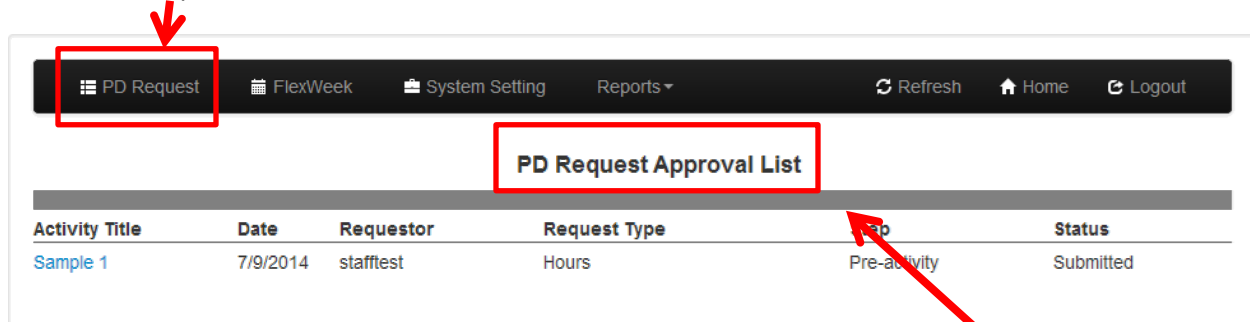 PD Request FlexWeek System Setting Reports Refresh Home Logout
PD Request Approval List
Activity Title Date Requestor Request Type Step Status
Sample 1 7/9/2014 stafftest Hours Pre-activity Submitted